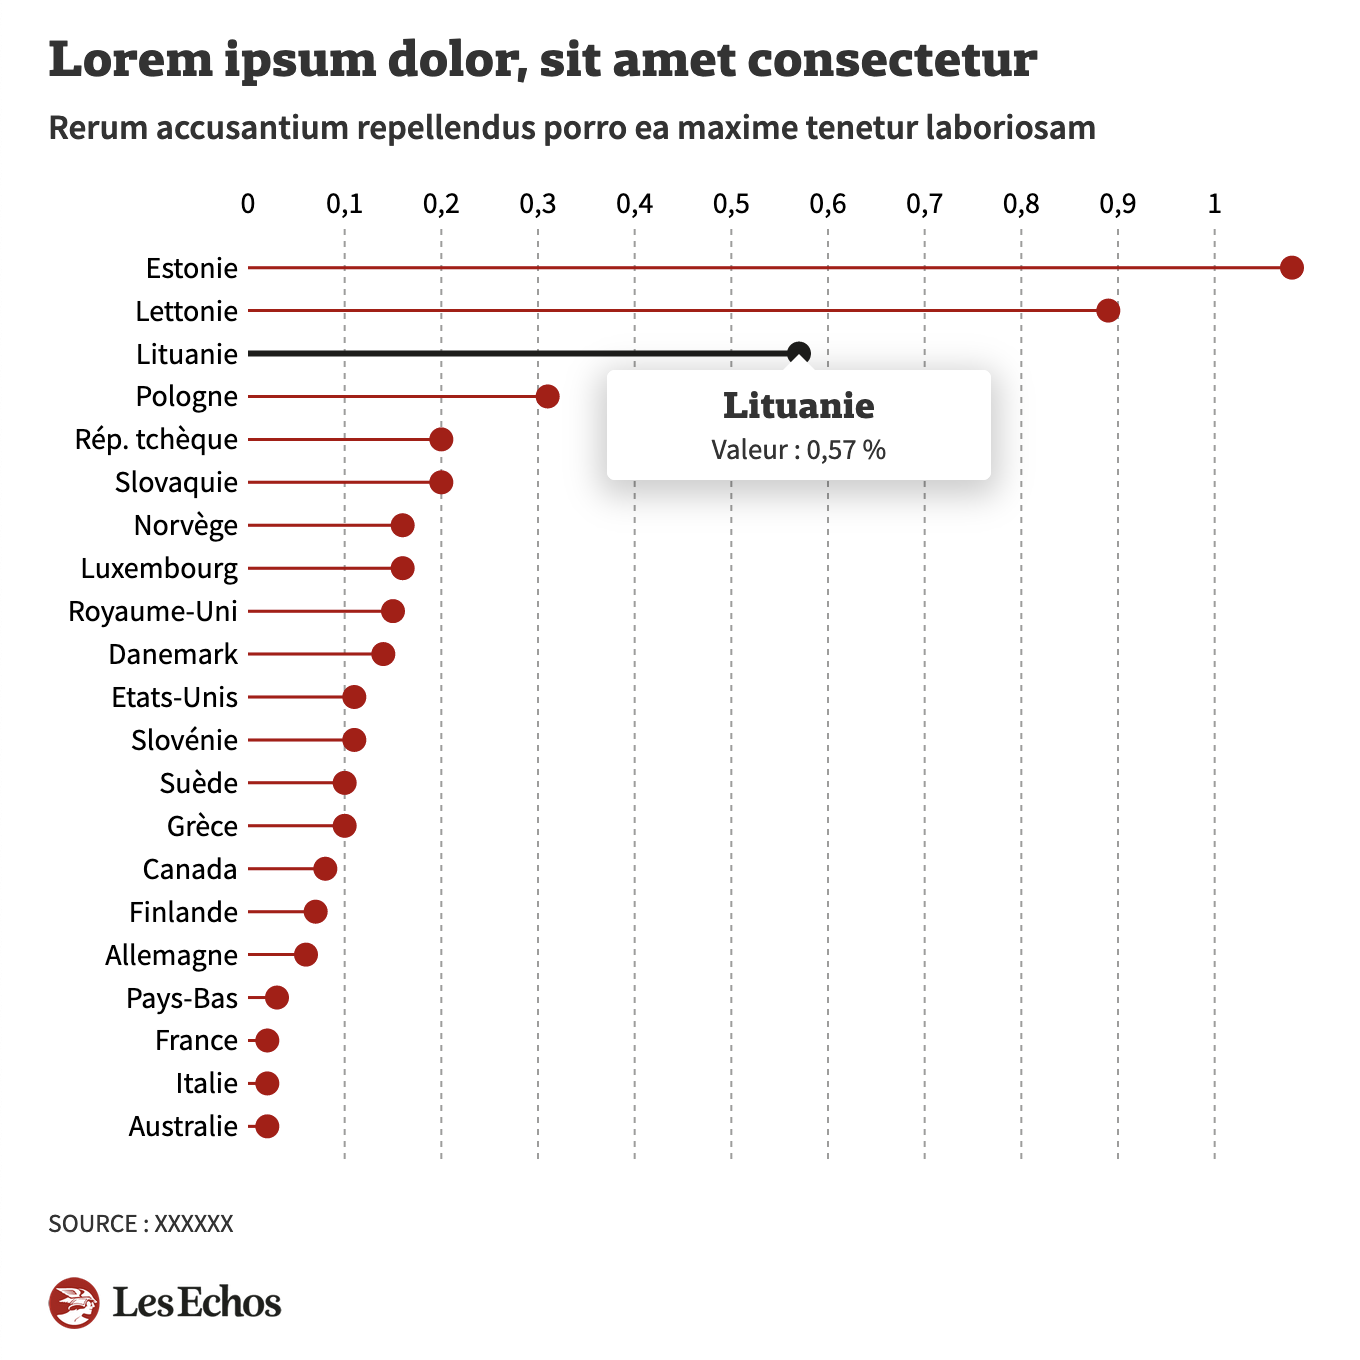 Lorem ipsum dolor, sit amet consectetur
Rerum accusantium repellendus porro ea maxime tenetur laboriosam
0 0,1 0,2 0,3 0,4 0,5 0,6 0,7 0,8 0,9 1
Estonie
Lettonie
Lituanie
Pologne
Lituanie
Rép. tchèque
Valeur : 0,57 %
Slovaquie
Norvège
Luxembourg
Royaume-Uni
Danemark
Etats-Unis
Slovénie
Suède
Grèce
Canada
Finlande
Allemagne
Pays-Bas
France
Italie
Australie
SOURCE : XXXXXX
Les Echos